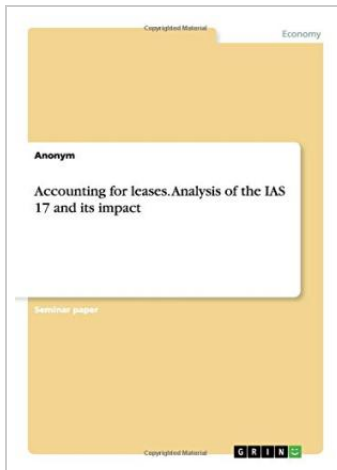 Copyrighted Material
Economy
Anonym
Accounting for leases. Analysis of the IAS
17 and its impact
Seminar paper
Copyrighted Material
GRIN